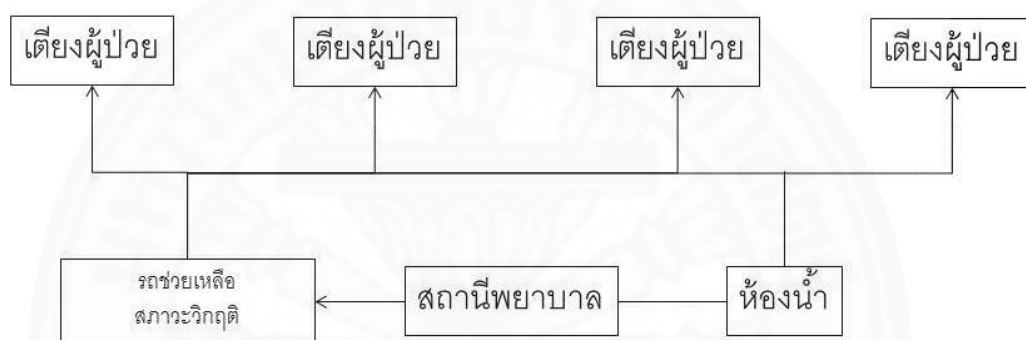 เตียงผู้ป่วย
เตียงผู้ป่วย
เตียงผู้ป่วย
เตียงผู้ป่วย
รถช่วยเหลือ
สภาวะวิกฤติ
สถานีพยาบาล
ห้องน้ำ